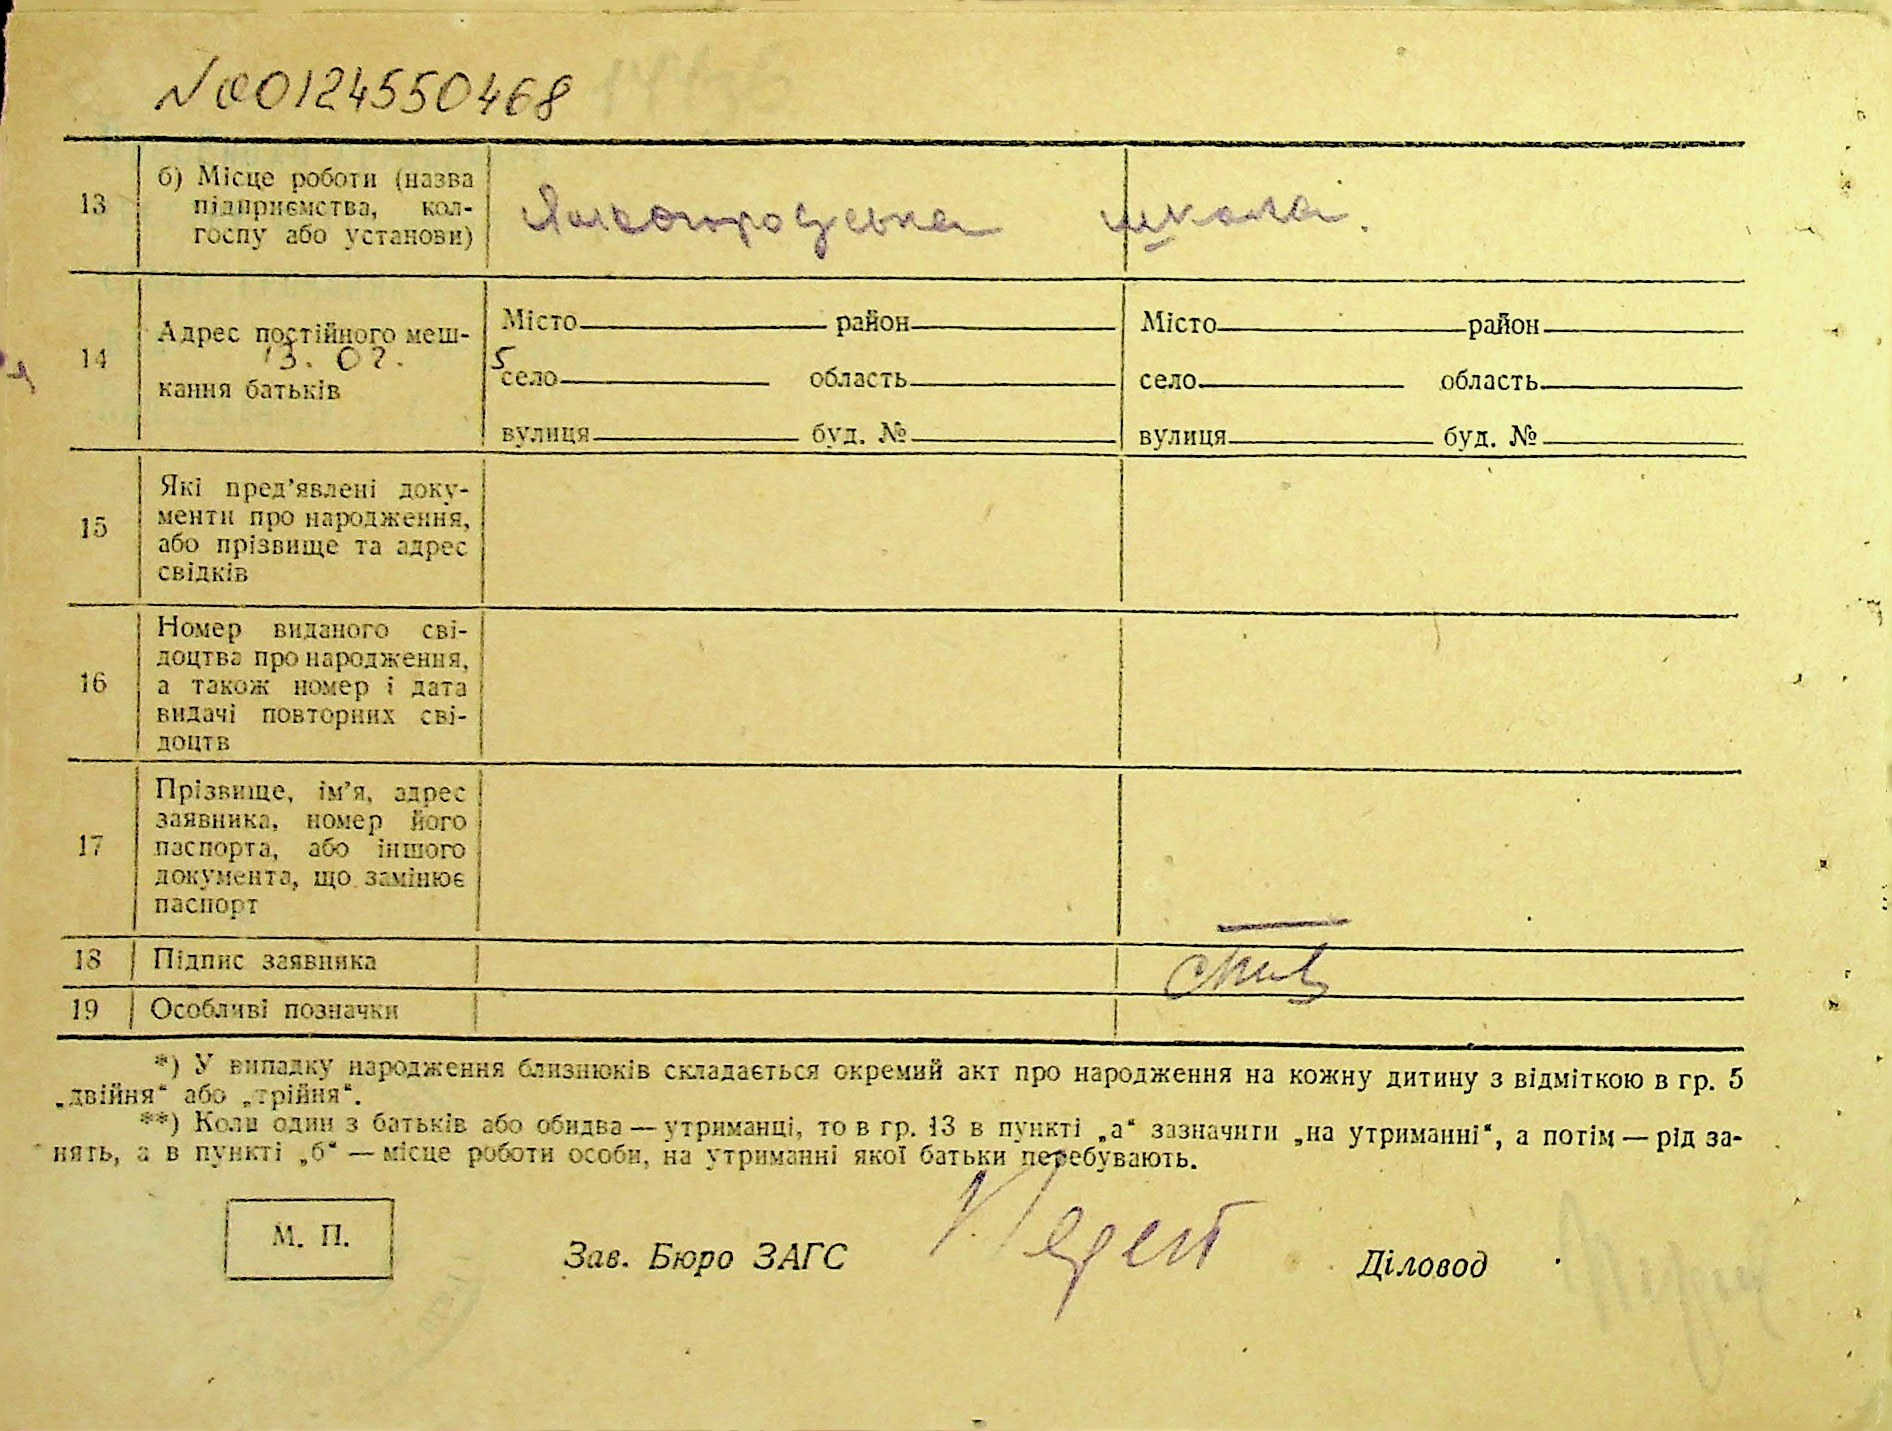 №00124550468
13
б) Місце роботи (назва
підприємства, кол-
госпу або установи)
школа.
14
Адрес постійного меш-
13. 02. 5
кання батьків
Місто район
село область
вулиця буд. №
Місто район
село область
вулиця буд. №
15
Які пред’явлені доку-
менти про народження,
або прізвище та адрес
свідків
16
Номер виданого сві-
доцтва про народження,
а також номер і дата
видачі повторних сві-
доцтв
17
Прізвище, ім’я, адрес
заявника, номер його
паспорта, або іншого
документа, що замінює
паспорт
18 Підпис заявника
19 Особливі позначки
*) У випадку народження близнюків складається окремий акт про народження на кожну дитину з відміткою в гр. 5
„двійня“ або „трійня“.
**) Коли один з батьків або обидва — утриманці, то в гр. 13 в пункті „а“ зазначити „на утриманні“, а потім — рід за-
нять, а в пункті „б“ — місце роботи особи, на утриманні якої батьки перебувають.
М. П.
Зав. Бюро ЗАГС
Діловод